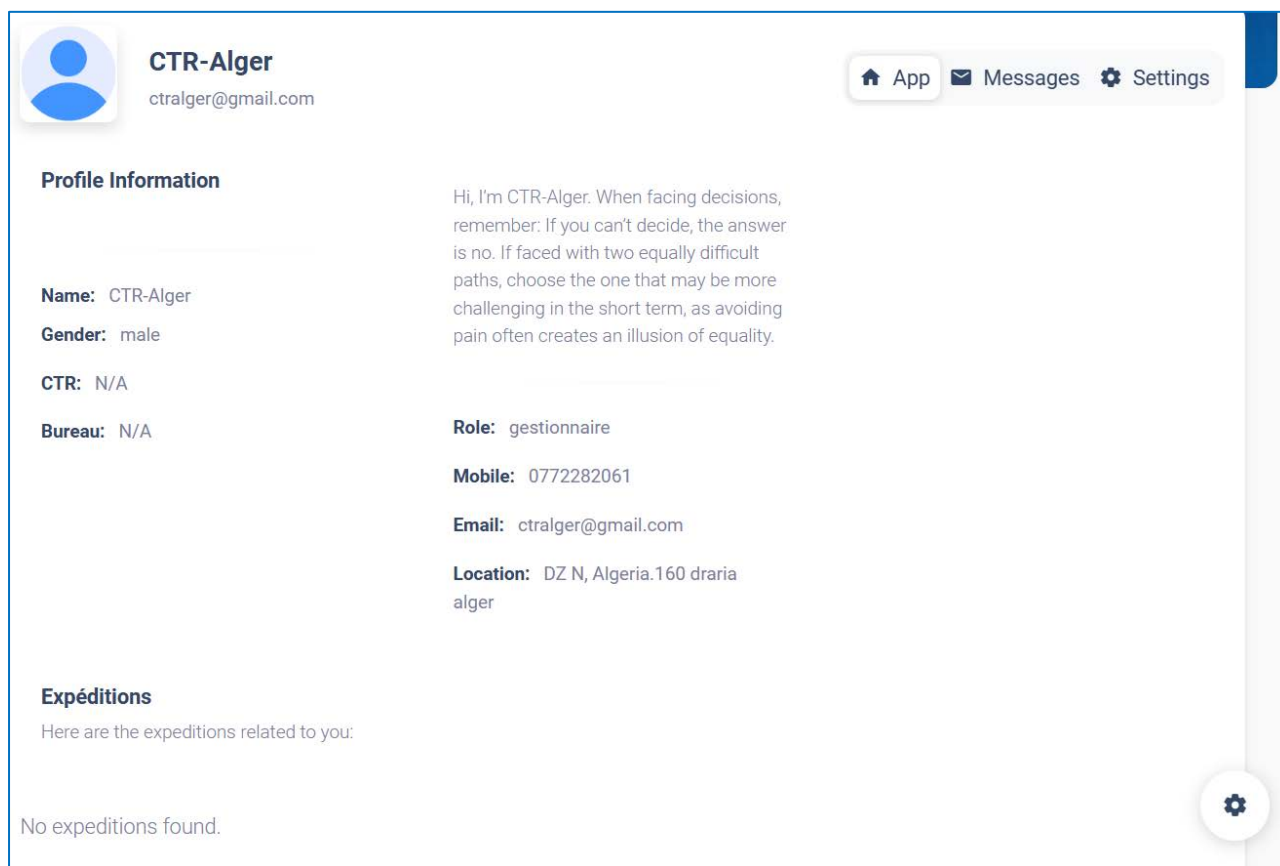 CTR-Alger
ctralger@gmail.com
App Messages Settings
Profile Information
Name: CTR-Alger
Gender: male
CTR: N/A
Bureau: N/A
Hi, I'm CTR-Alger. When facing decisions,
remember: If you can't decide, the answer
is no. If faced with two equally difficult
paths, choose the one that may be more
challenging in the short term, as avoiding
pain often creates an illusion of equality.
Role: gestionnaire
Mobile: 0772282061
Email: ctralger@gmail.com
Location: DZ N, Algeria.160 draria
alger
Expéditions
Here are the expeditions related to you:
No expeditions found.